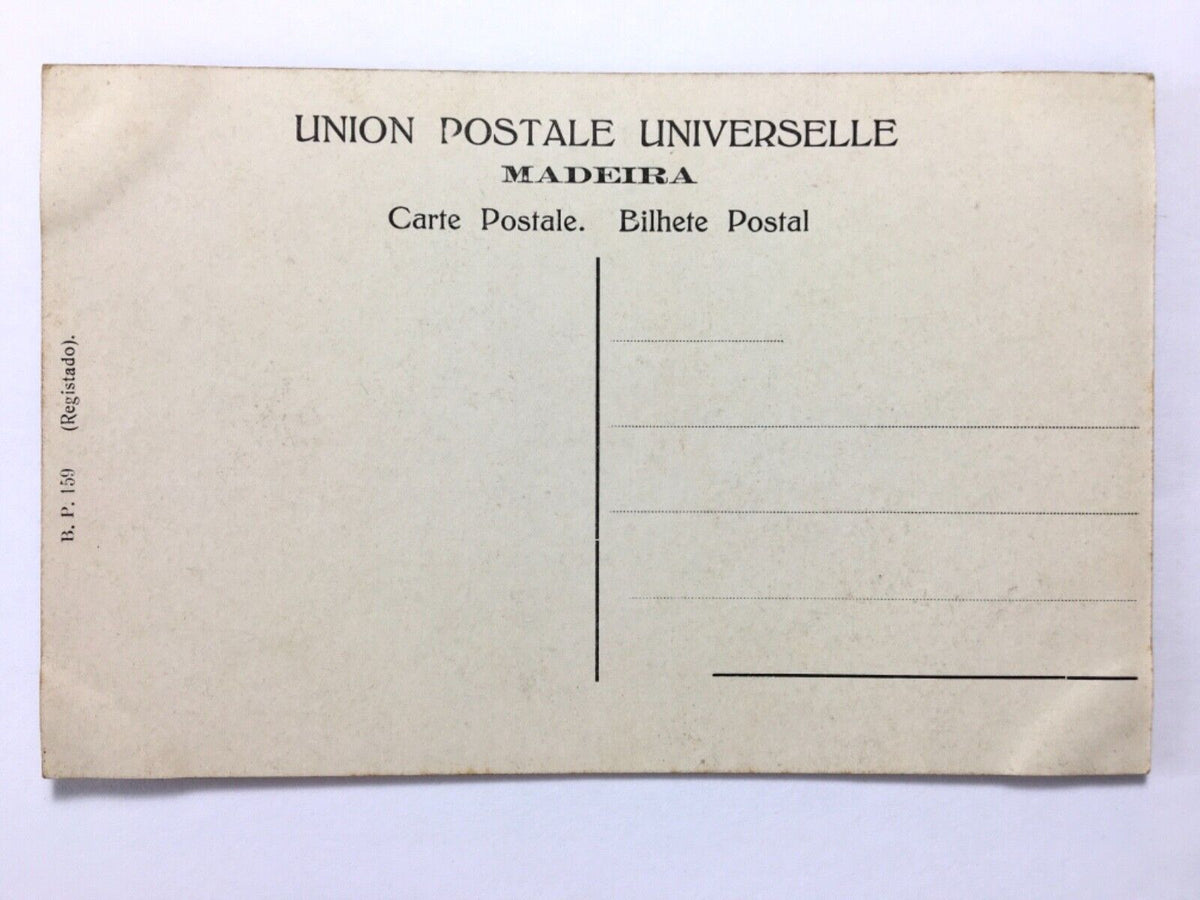 UNION POSTALE UNIVERSELLE
MADEIRA
Carte Postale. Bilhete Postal
B. P. 159 (Registado).